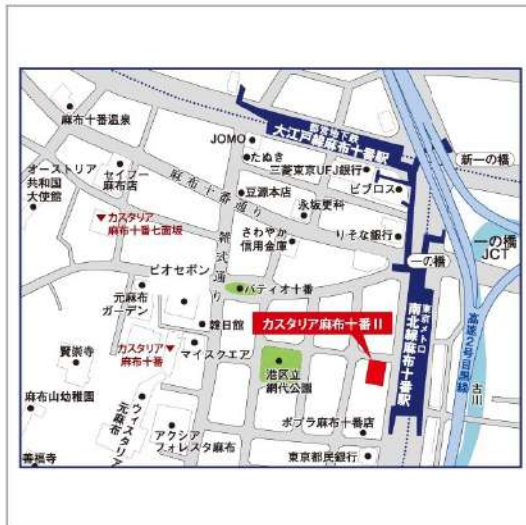 麻布十番温泉
JOMO
都営地下鉄
大江戸線麻布十番駅
新一の橋
たぬき
三菱東京UFJ銀行
オーストリア
共和国
大使館
セイフー
麻布店
麻布十番通り
豆源本店
ピブロス
永坂更科
カスタリア
麻布十番七面坂
雑式通り
さわやか
信用金庫
りそな銀行
一の橋
一の橋
JCT
ビオセボン
パティオ十番
元麻布
ガーデン
韓日館
カスタリア麻布十番II
東京メトロ
南北線麻布十番駅
高速2号目黒線
古川
賢崇寺
カスタリア
麻布十番
マイスクエア
港区立
網代公園
麻布山幼稚園
ウィスタリア
元麻布
アクシア
フォレスタ麻布
ポプラ麻布十番店
善福寺
東京都民銀行